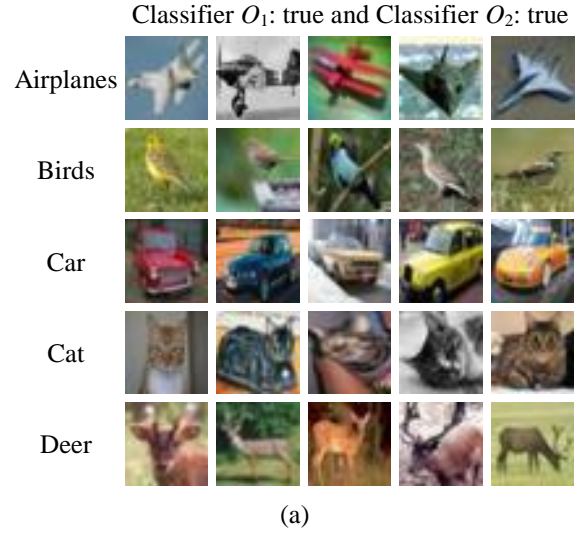 Classifier O₁: true and Classifier O₂: true
Airplanes
Birds
Car
Cat
Deer
(a)